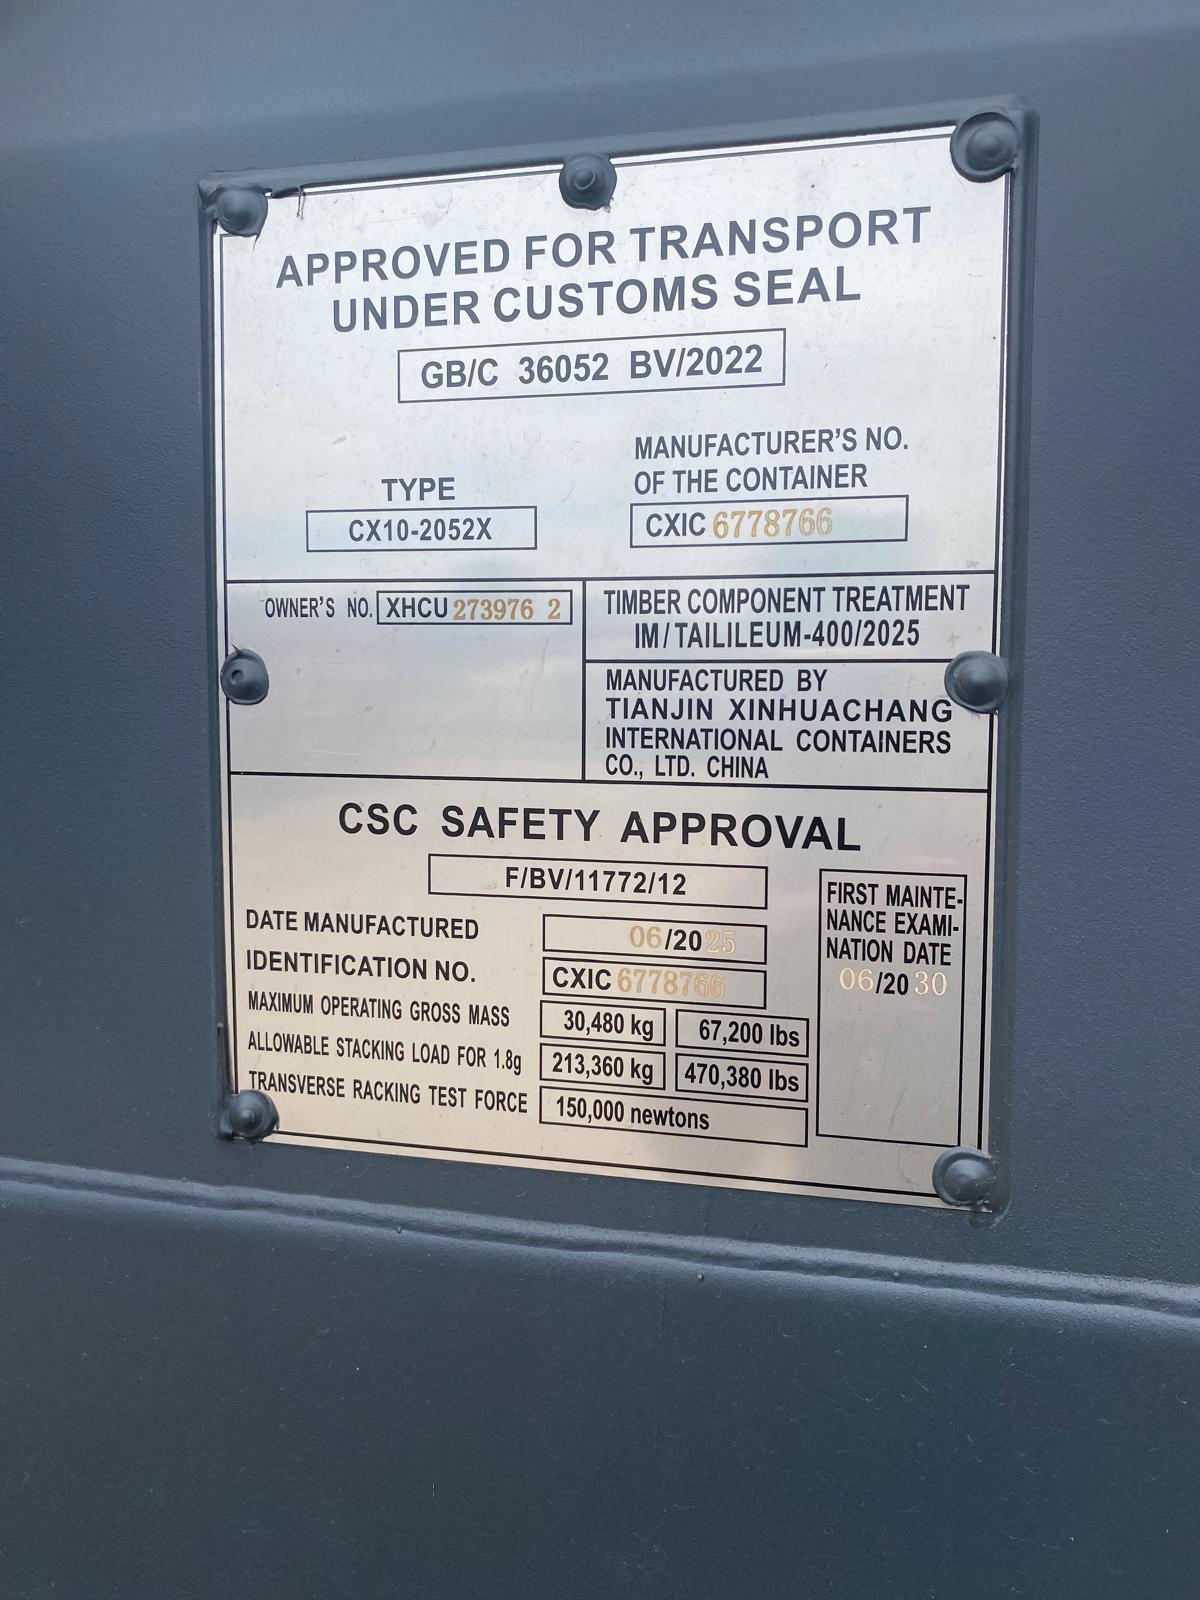 APPROVED FOR TRANSPORT
UNDER CUSTOMS SEAL
GB/C 36052 BV/2022
TYPE
CX10-2052X
MANUFACTURER'S NO.
OF THE CONTAINER
CXIC 6778766
OWNER'S NO. XHCU 273976 2
TIMBER COMPONENT TREATMENT
IM/TAILILEUM-400/2025
MANUFACTURED BY
TIANJIN XINHUACHANG
INTERNATIONAL CONTAINERS
CO., LTD. CHINA
CSC SAFETY APPROVAL
F/BV/11772/12
DATE MANUFACTURED 06/2025
IDENTIFICATION NO. CXIC 6778766
MAXIMUM OPERATING GROSS MASS 30,480 kg 67,200 lbs
ALLOWABLE STACKING LOAD FOR 1.8g 213,360 kg 470,380 lbs
TRANSVERSE RACKING TEST FORCE 150,000 newtons
FIRST MAINTE-
NANCE EXAMI-
NATION DATE
06/2030